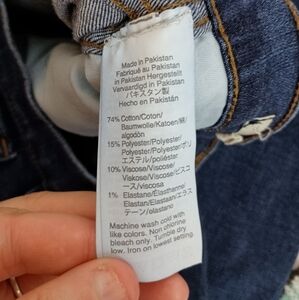 Made in Pakistan
Fabriqué au Pakistan
in Pakistan Hergestellt
Vervaardigd in Pakistan
パキスタン製
Hecho en Pakistán
74% Cotton/Coton/
Baumwolle/Katoen/綿/
algodón
15% Polyester/Polyester/
Polyester/Polyester/ポリ
エステル/poliéster
10% Viscose/Viscose/
Viskose/Viscose/ビスコ
ース/viscosa
1% Elastane/Élasthanne/
Elastan/Elastaan/エラス
テーン/elastano
Machine wash cold with
like colors. Non chlorine
bleach only. Tumble dry
low. Iron on lowest setting.